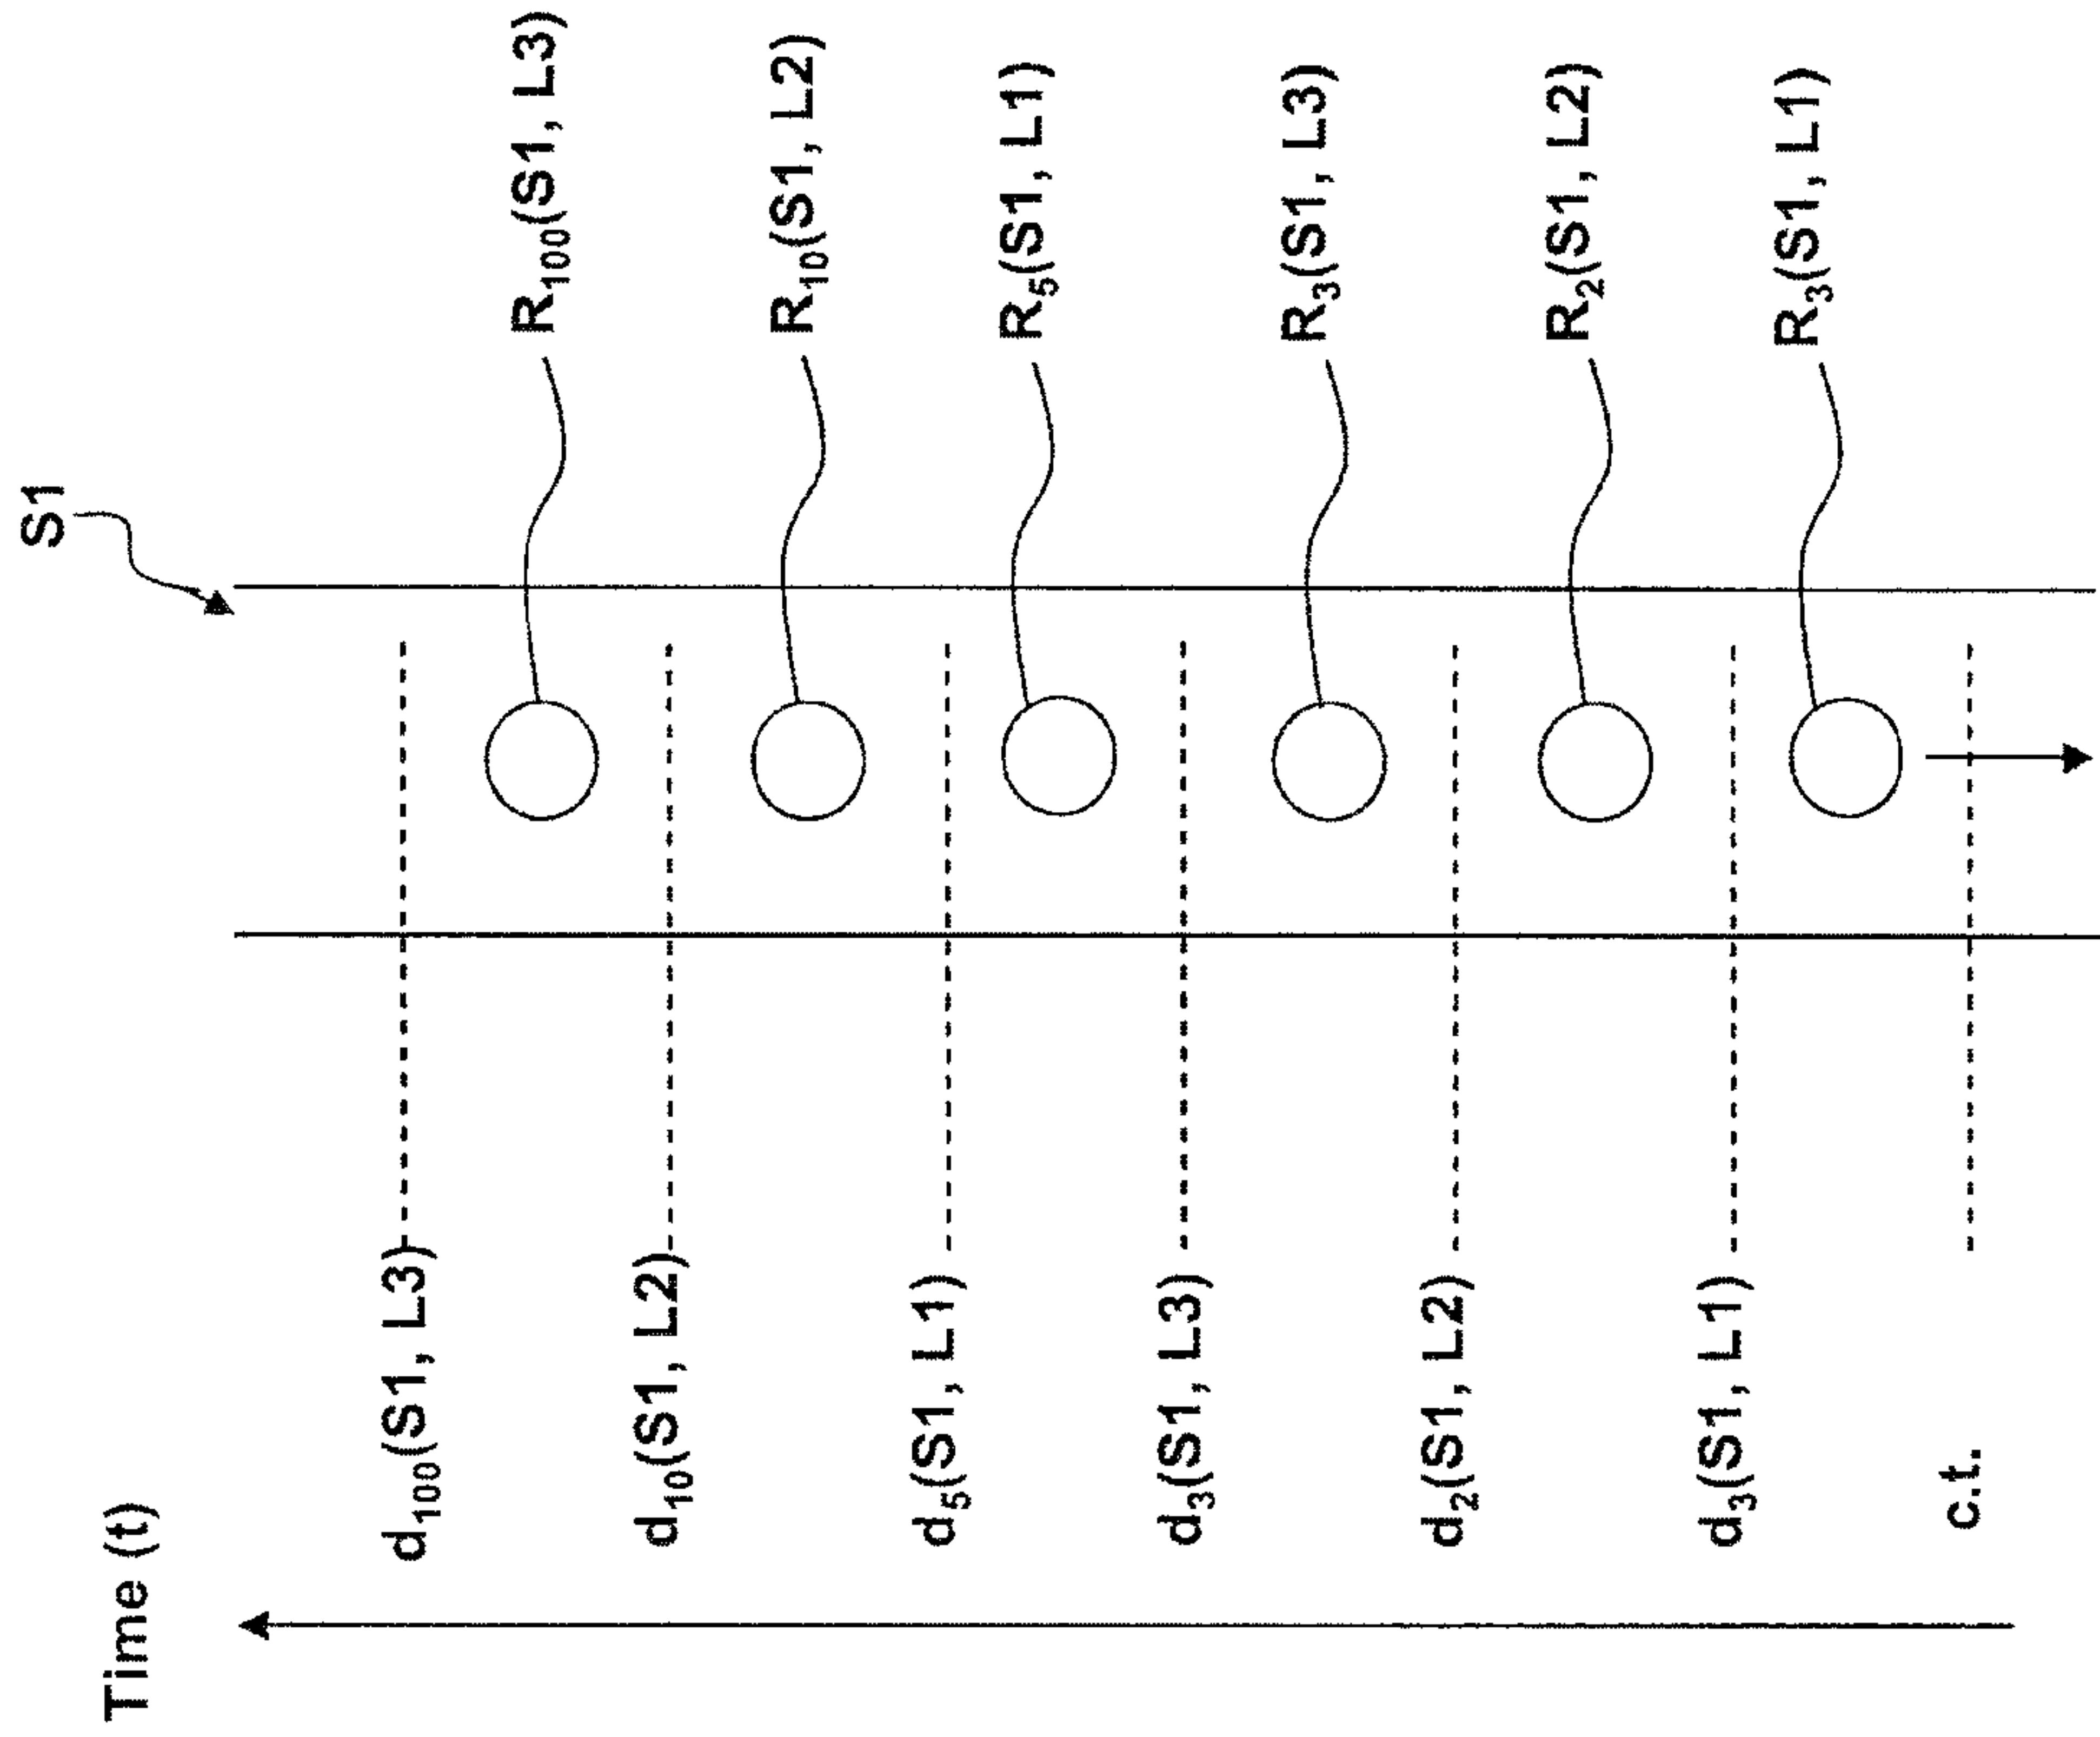 S1
Time (t)
d100(S1, L3)
R100(S1, L3)
d10(S1, L2)
R10(S1, L2)
d5(S1, L1)
R5(S1, L1)
d3(S1, L3)
R3(S1, L3)
d2(S1, L2)
R2(S1, L2)
d3(S1, L1)
R3(S1, L1)
c.t.